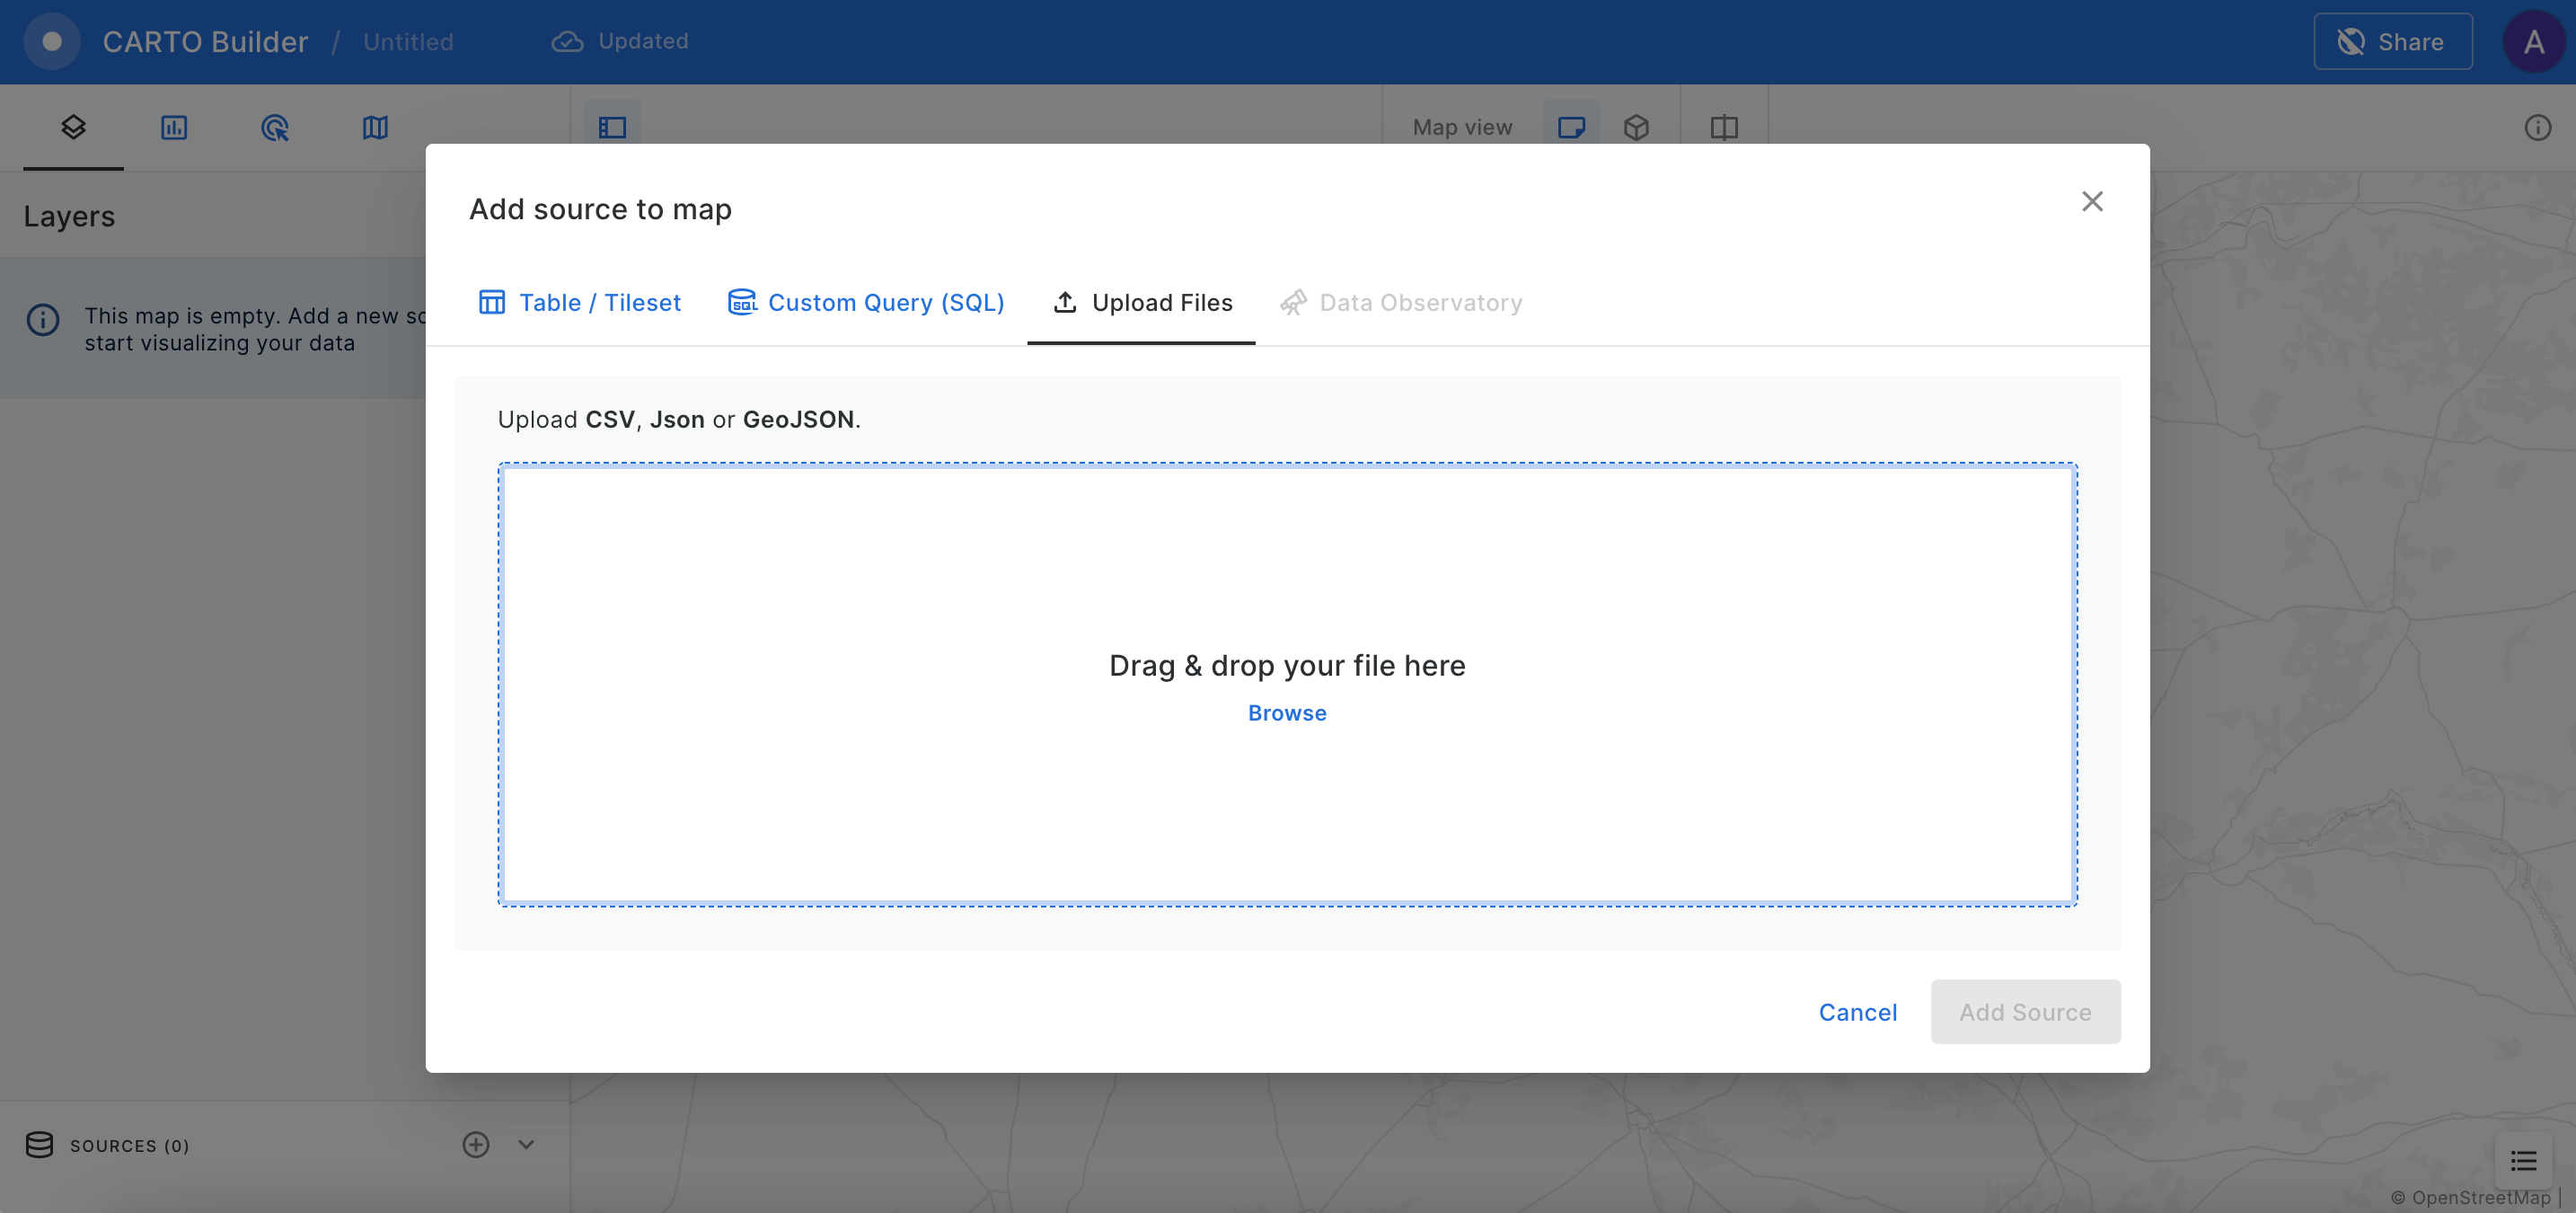 CARTO Builder / Untitled
Updated
Share
A
Map view
Layers
This map is empty. Add a new
start visualizing your data
Add source to map
Table / Tileset
SQL
Custom Query (SQL)
Upload Files
Data Observatory
Upload CSV, Json or GeoJSON.
Drag & drop your file here
Browse
Cancel
Add Source
SOURCES (0)
© OpenStreetMap |